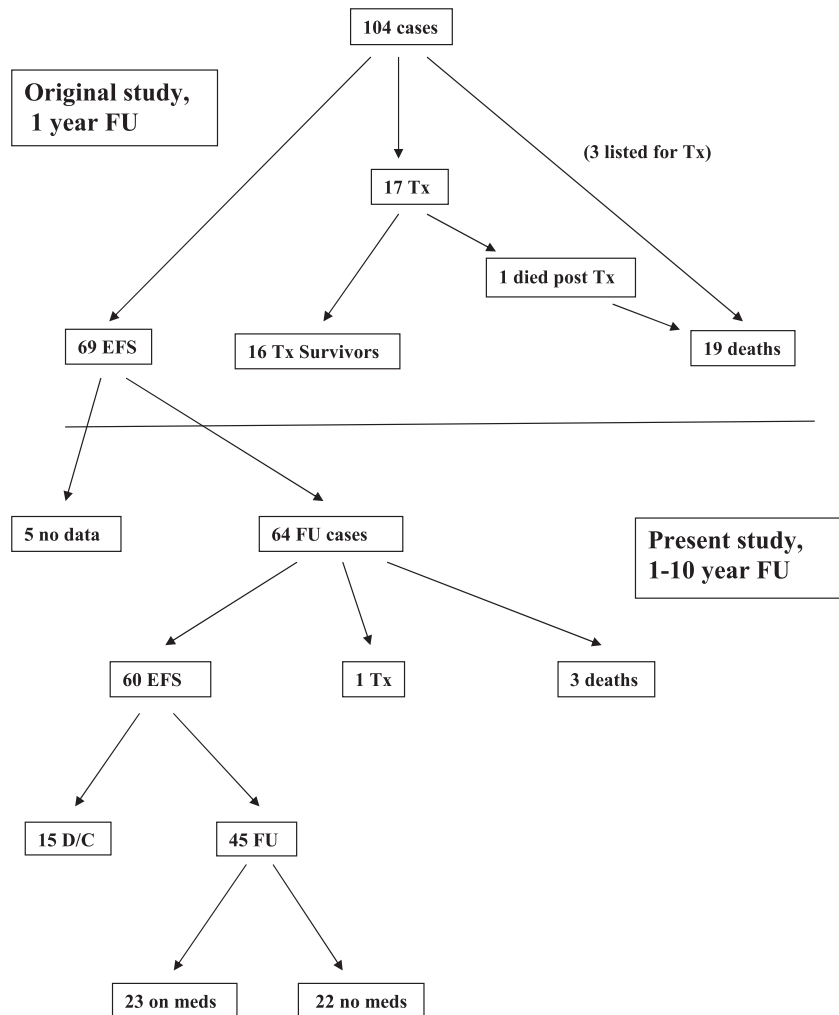 104 cases
Original study,
1 year FU
(3 listed for Tx)
17 Tx
1 died post Tx
69 EFS
16 Tx Survivors
19 deaths
5 no data
64 FU cases
Present study,
1-10 year FU
60 EFS
1 Tx
3 deaths
15 D/C
45 FU
23 on meds
22 no meds